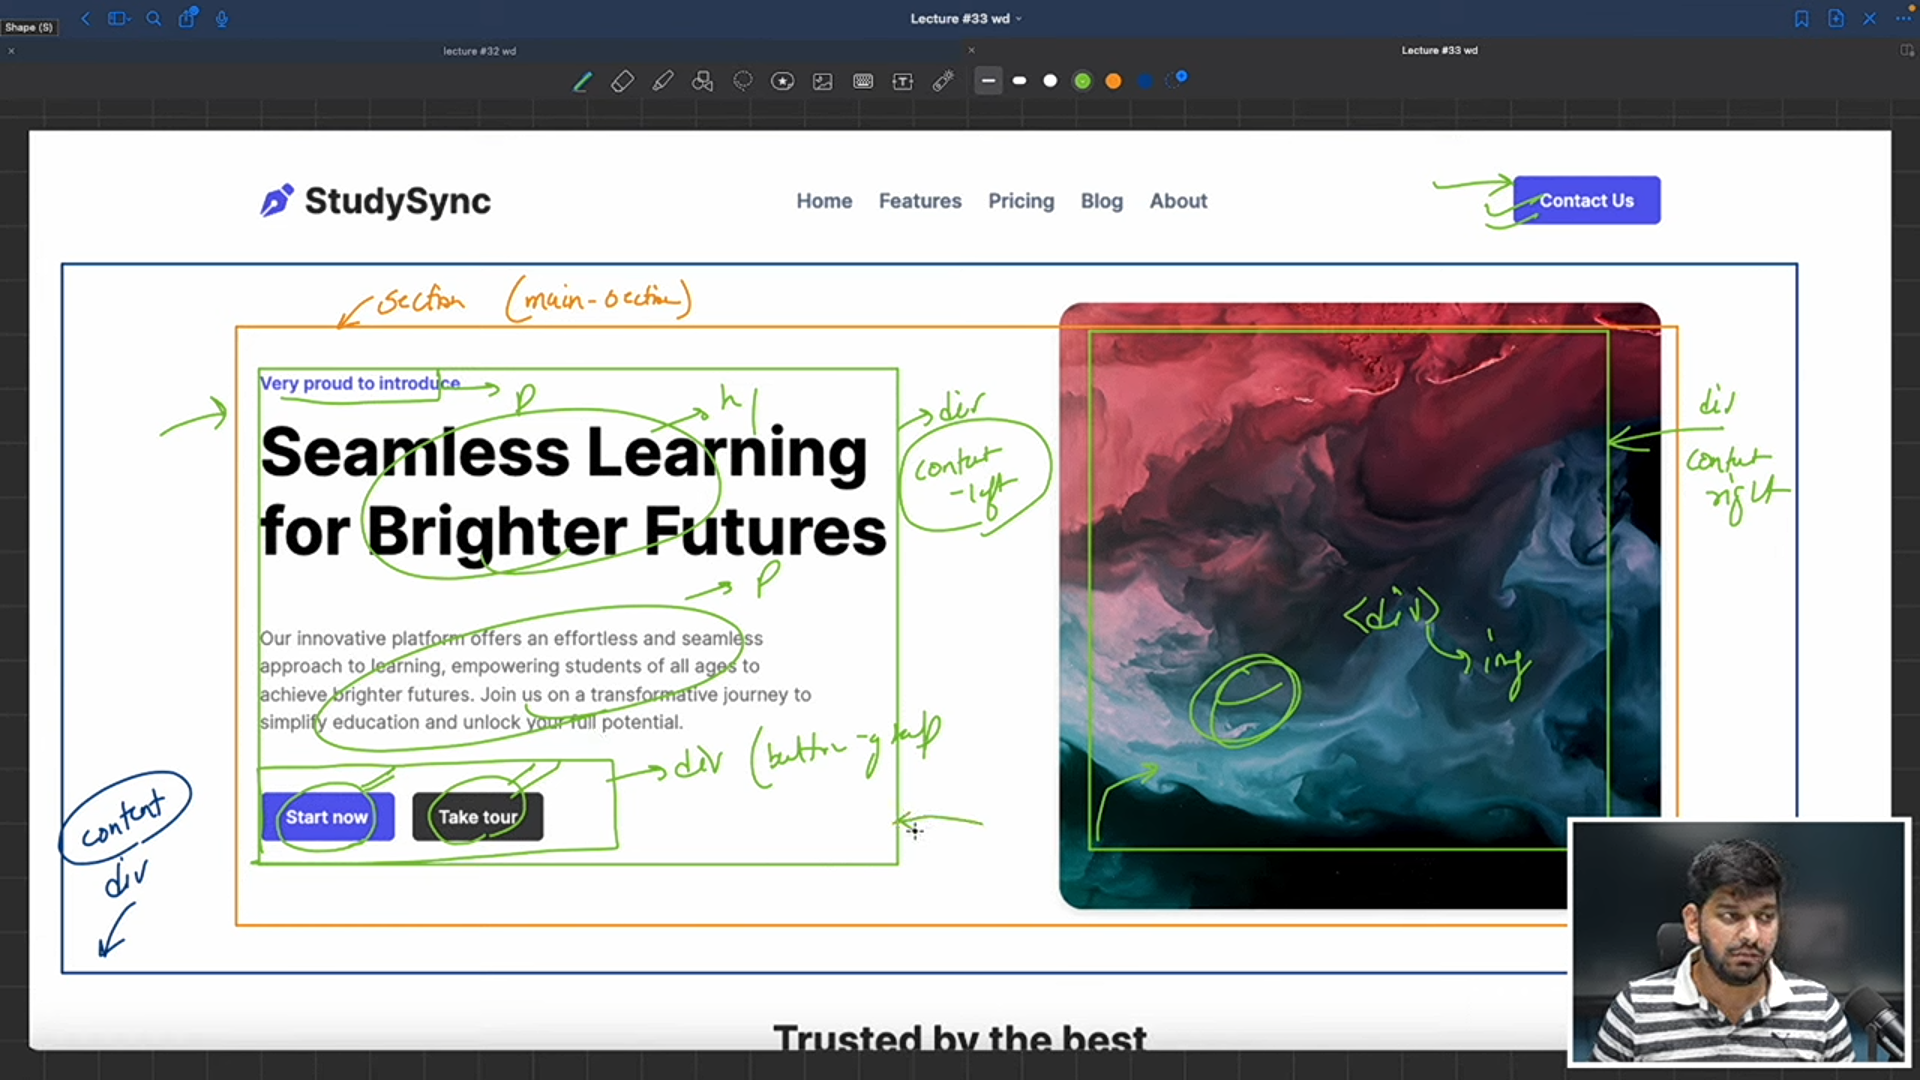 Shape (S)
Lecture #33 wd
lecture #32 wd
Lecture #33 wd
StudySync
Home
Features
Pricing
Blog
About
Contact Us
section (main-section)
Very proud to introduce
p
h1
Seamless Learning
for Brighter Futures
div
content
-left
div
content
right
p
Our innovative platform offers an effortless and seamless
approach to learning, empowering students of all ages to
achieve brighter futures. Join us on a transformative journey to
simplify education and unlock your full potential.
<div>
img
div (button-group
Start now
Take tour
content
div
Trusted by the best